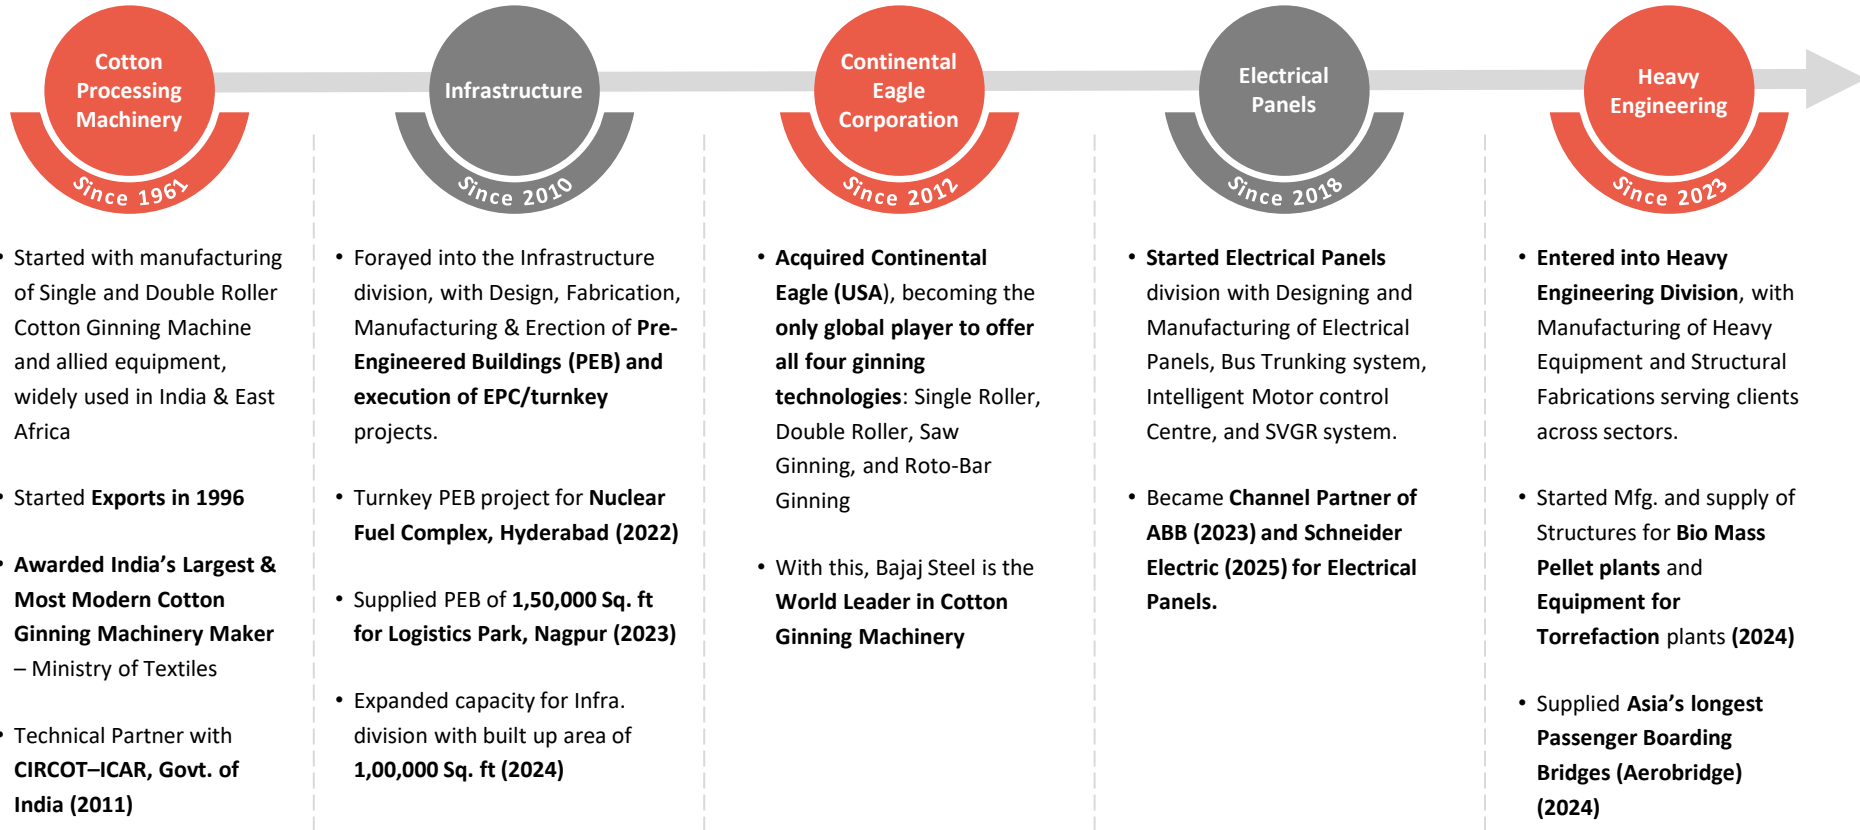 Cotton
Processing
Machinery
Since 1961
• Started with manufacturing
of Single and Double Roller
Cotton Ginning Machine
and allied equipment,
widely used in India & East
Africa
• Started Exports in 1996
• Awarded India’s Largest &
Most Modern Cotton
Ginning Machinery Maker
– Ministry of Textiles
• Technical Partner with
CIRCOT–ICAR, Govt. of
India (2011)
Infrastructure
Since 2010
• Forayed into the Infrastructure
division, with Design, Fabrication,
Manufacturing & Erection of Pre-
Engineered Buildings (PEB) and
execution of EPC/turnkey
projects.
• Turnkey PEB project for Nuclear
Fuel Complex, Hyderabad (2022)
• Supplied PEB of 1,50,000 Sq. ft
for Logistics Park, Nagpur (2023)
• Expanded capacity for Infra.
division with built up area of
1,00,000 Sq. ft (2024)
Continental
Eagle
Corporation
Since 2012
• Acquired Continental
Eagle (USA), becoming the
only global player to offer
all four ginning
technologies: Single Roller,
Double Roller, Saw
Ginning, and Roto-Bar
Ginning
• With this, Bajaj Steel is the
World Leader in Cotton
Ginning Machinery
Electrical
Panels
Since 2018
• Started Electrical Panels
division with Designing and
Manufacturing of Electrical
Panels, Bus Trunking system,
Intelligent Motor control
Centre, and SVGR system.
• Became Channel Partner of
ABB (2023) and Schneider
Electric (2025) for Electrical
Panels.
Heavy
Engineering
Since 2023
• Entered into Heavy
Engineering Division, with
Manufacturing of Heavy
Equipment and Structural
Fabrications serving clients
across sectors.
• Started Mfg. and supply of
Structures for Bio Mass
Pellet plants and
Equipment for
Torrefaction plants (2024)
• Supplied Asia’s longest
Passenger Boarding
Bridges (Aerobridge)
(2024)